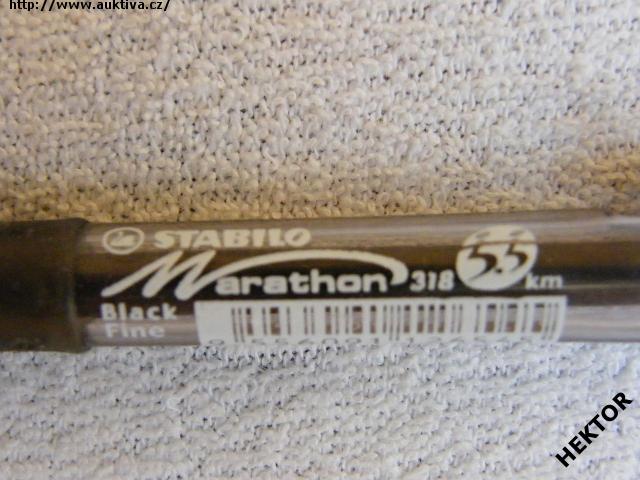 http://www.auktiva.cz/
STABILO
Marathon 318 5.5 km
Black
Fine
HEKTOR